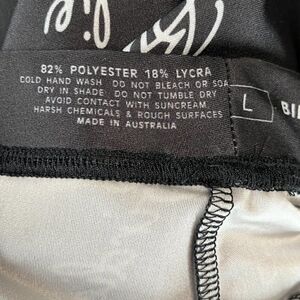 82% POLYESTER 18% LYCRA
COLD HAND WASH DO NOT BLEACH OR SOA
DRY IN SHADE DO NOT TUMBLE DRY
AVOID CONTACT WITH SUNCREAM,
HARSH CHEMICALS & ROUGH SURFACES
MADE IN AUSTRALIA
L